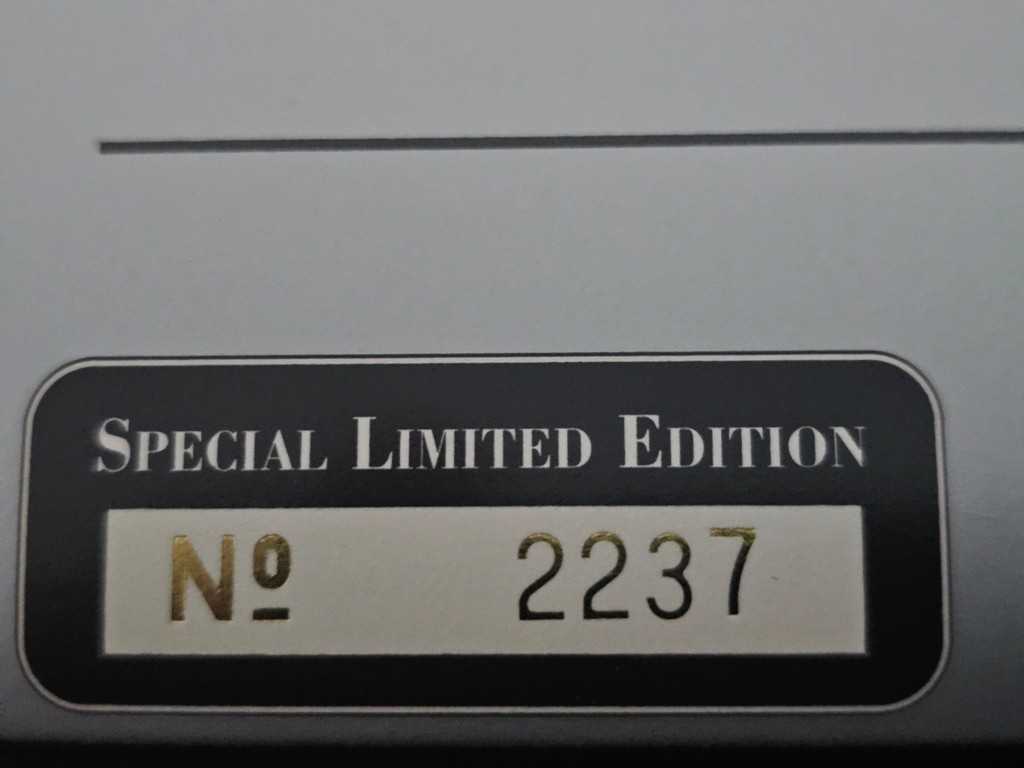 SPECIAL LIMITED EDITION
Nº 2237